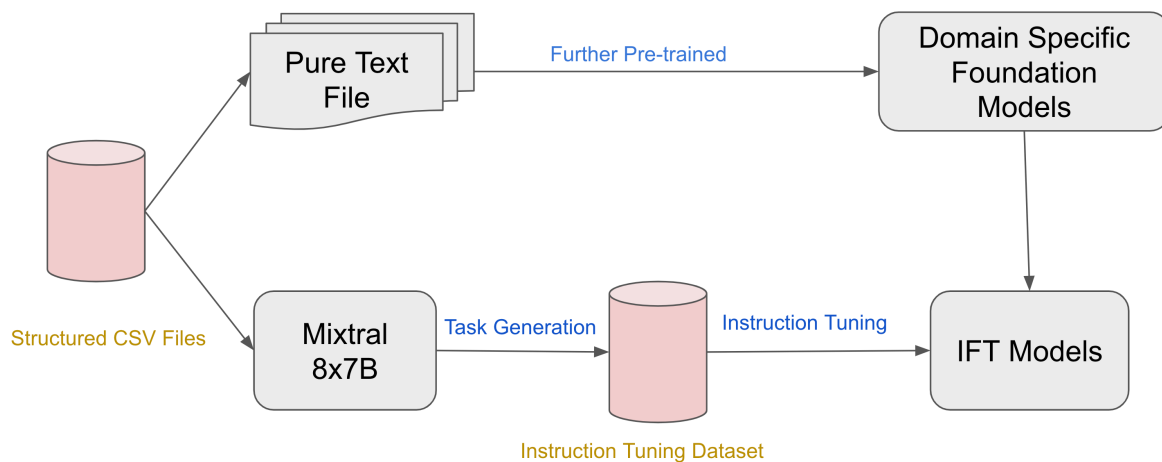 Pure Text
File
Further Pre-trained
Domain Specific
Foundation
Models
Structured CSV Files
Mixtral
8x7B
Task Generation
Instruction Tuning Dataset
Instruction Tuning
IFT Models